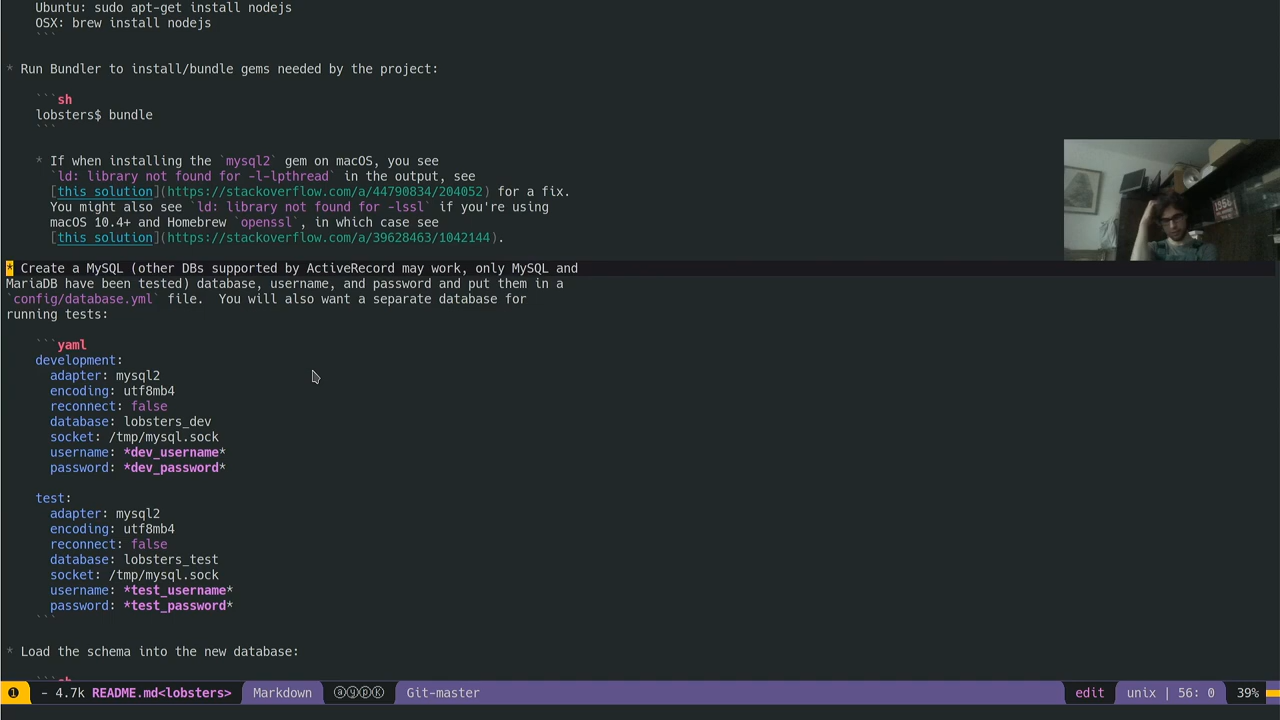 Ubuntu: sudo apt-get install nodejs
OSX: brew install nodejs
```
* Run Bundler to install/bundle gems needed by the project:
```sh
lobsters$ bundle
```
* If when installing the `mysql2` gem on macOS, you see
`ld: library not found for -l-lpthread` in the output, see
[this solution](https://stackoverflow.com/a/44790834/204052) for a fix.
You might also see `ld: library not found for -lssl` if you're using
macOS 10.4+ and Homebrew `openssl`, in which case see
[this solution](https://stackoverflow.com/a/39628463/1042144).
* Create a MySQL (other DBs supported by ActiveRecord may work, only MySQL and
MariaDB have been tested) database, username, and password and put them in a
`config/database.yml` file.  You will also want a separate database for
running tests:
```yaml
development:
adapter: mysql2
encoding: utf8mb4
reconnect: false
database: lobsters_dev
socket: /tmp/mysql.sock
username: *dev_username*
password: *dev_password*
test:
adapter: mysql2
encoding: utf8mb4
reconnect: false
database: lobsters_test
socket: /tmp/mysql.sock
username: *test_username*
password: *test_password*
```
* Load the schema into the new database:
```sh
❶ - 4.7k README.md<lobsters> Markdown ⓐⓨⓟⓀ Git-master edit unix | 56: 0 39%
1956